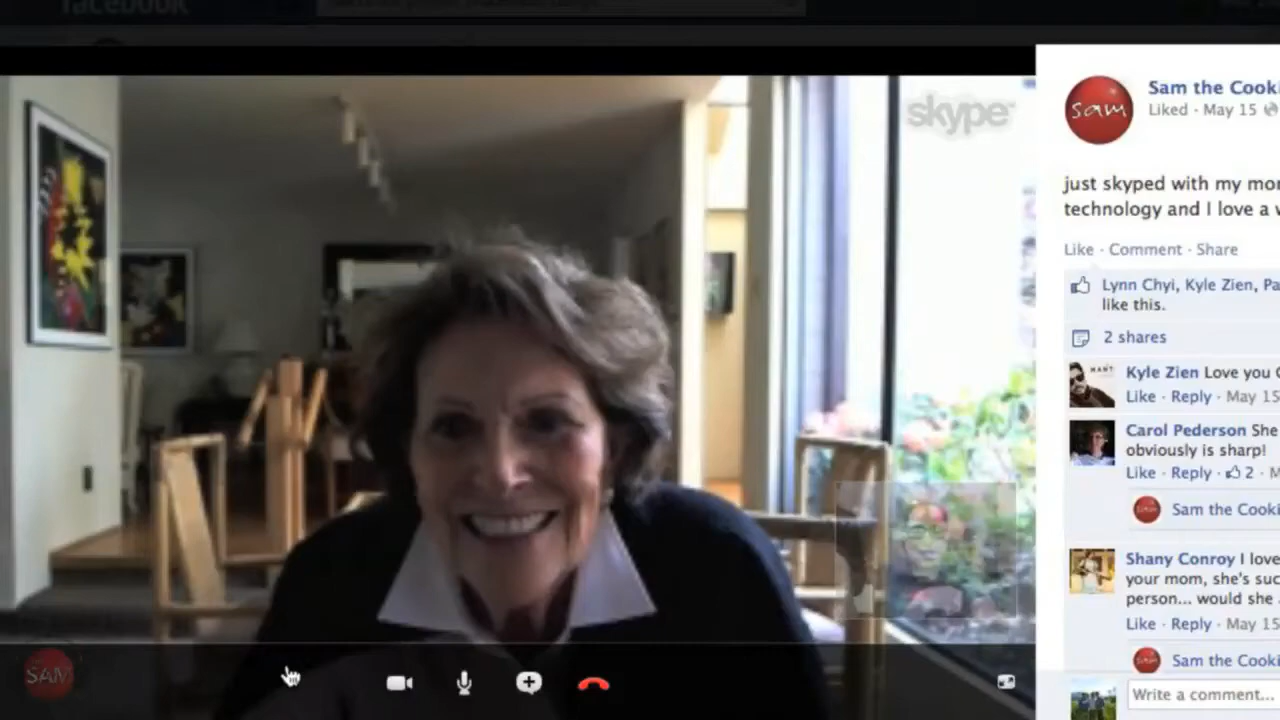 facebook
skype
sam
Sam the Cooki
Liked · May 15
just skyped with my mo
technology and I love a
Like · Comment · Share
Lynn Chyi, Kyle Zien, Pa
like this.
2 shares
Kyle Zien Love you
Like · Reply · May 15
Carol Pederson She
obviously is sharp!
Like · Reply · 2 · M
Sam the Cooki
Shany Conroy I love
your mom, she's suc
person... would she
Like · Reply · May 15
Sam the Cooki
Write a comment...
SAM